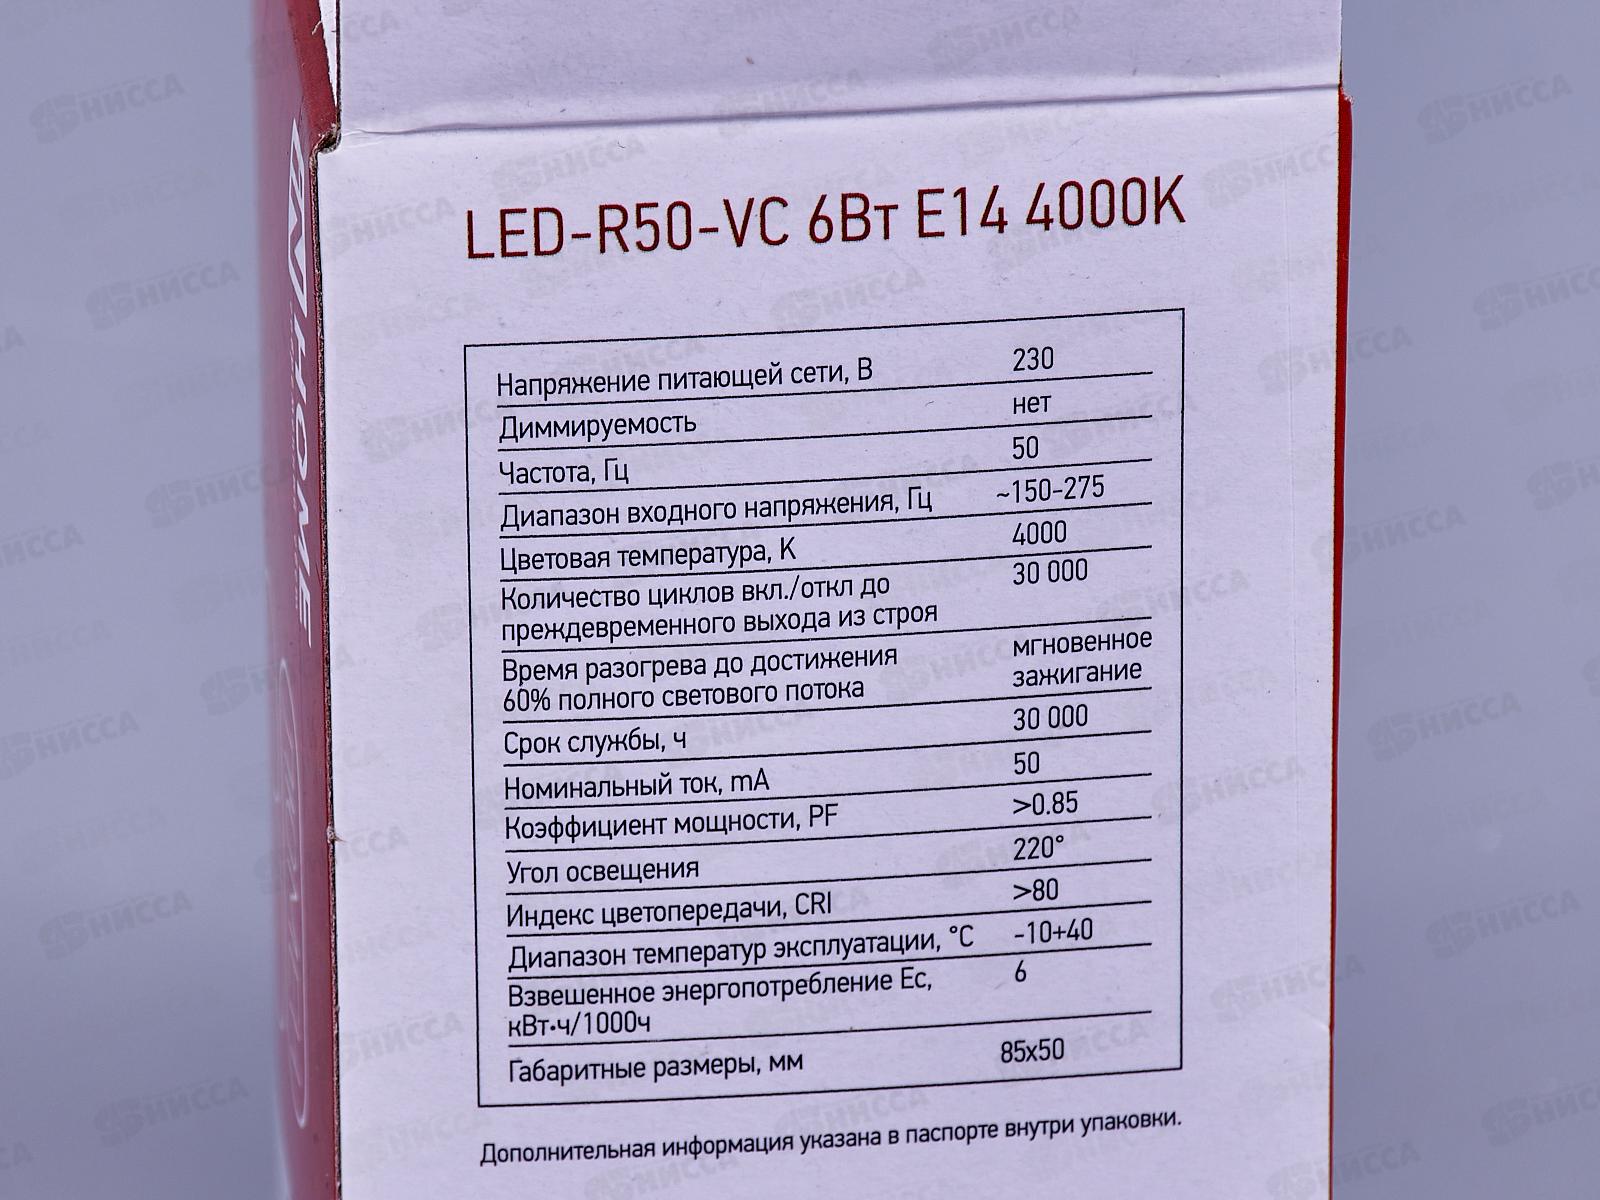 LED-R50-VC 6Вт E14 4000K
Напряжение питающей сети, В 230
Диммируемость нет
Частота, Гц 50
Диапазон входного напряжения, Гц ~150-275
Цветовая температура, К 4000
Количество циклов вкл./откл до 30 000
преждевременного выхода из строя
Время разогрева до достижения мгновенное
60% полного светового потока зажигание
Срок службы, ч 30 000
Номинальный ток, mA 50
Коэффициент мощности, PF >0.85
Угол освещения 220°
Индекс цветопередачи, CRI >80
Диапазон температур эксплуатации, °C -10+40
Взвешенное энергопотребление Ес, 6
кВт·ч/1000ч
Габаритные размеры, мм 85x50
Дополнительная информация указана в паспорте внутри упаковки.
IN HOME
НИССА